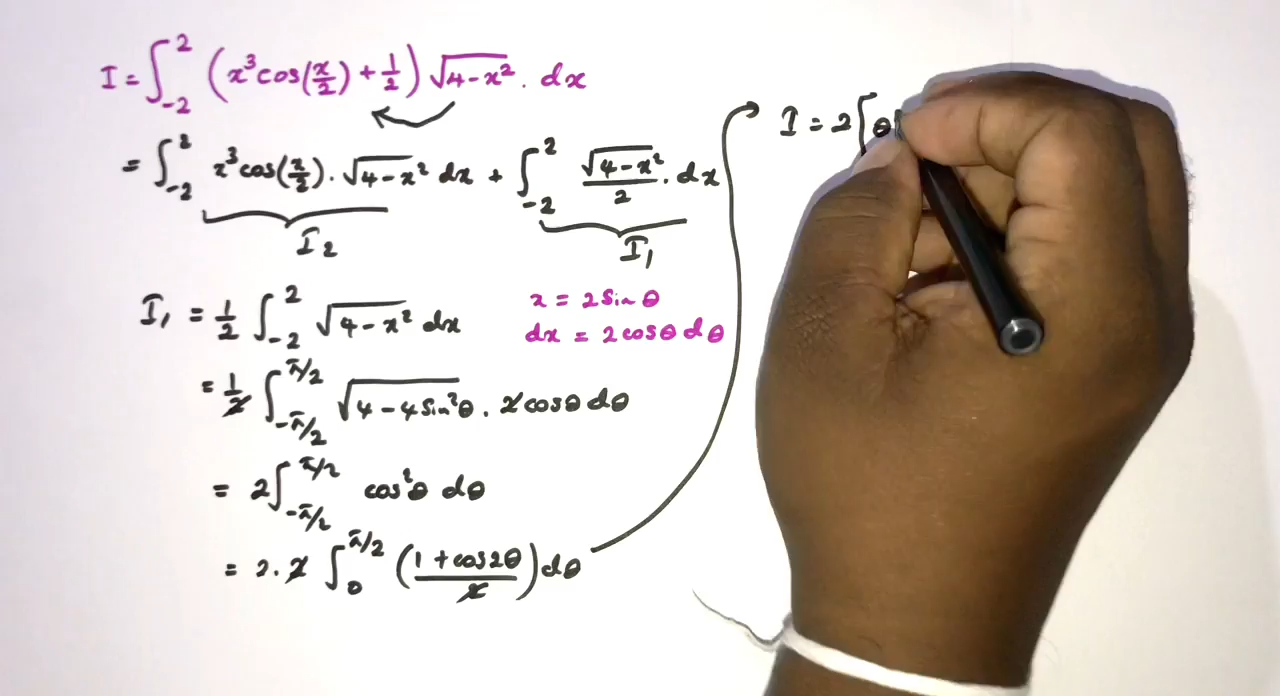 I = ∫_{-2}^{2} (x³cos(x/2) + 1/2) √(4-x²) . dx
= ∫_{-2}^{2} x³cos(x/2) . √(4-x²) dx + ∫_{-2}^{2} √(4-x²)/2 . dx
I₂ I₁
I₁ = 1/2 ∫_{-2}^{2} √(4-x²) dx
x = 2Sin θ
dx = 2cosθ dθ
= 1/2 ∫_{-π/2}^{π/2} √(4-4Sin²θ) . 2cosθ dθ
= 2∫_{-π/2}^{π/2} cos²θ dθ
= 2.2 ∫_{0}^{π/2} ((1+cos2θ)/2) dθ
I = 2[θ